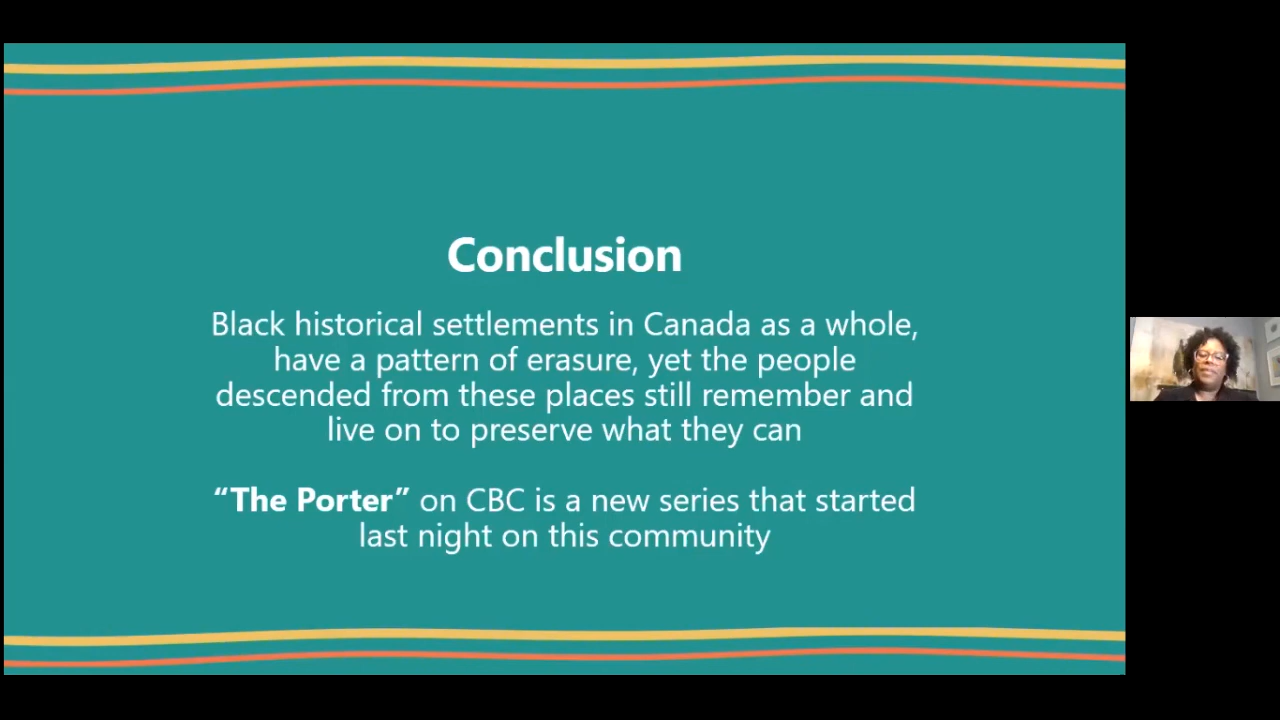 Conclusion
Black historical settlements in Canada as a whole,
have a pattern of erasure, yet the people
descended from these places still remember and
live on to preserve what they can
“The Porter” on CBC is a new series that started
last night on this community